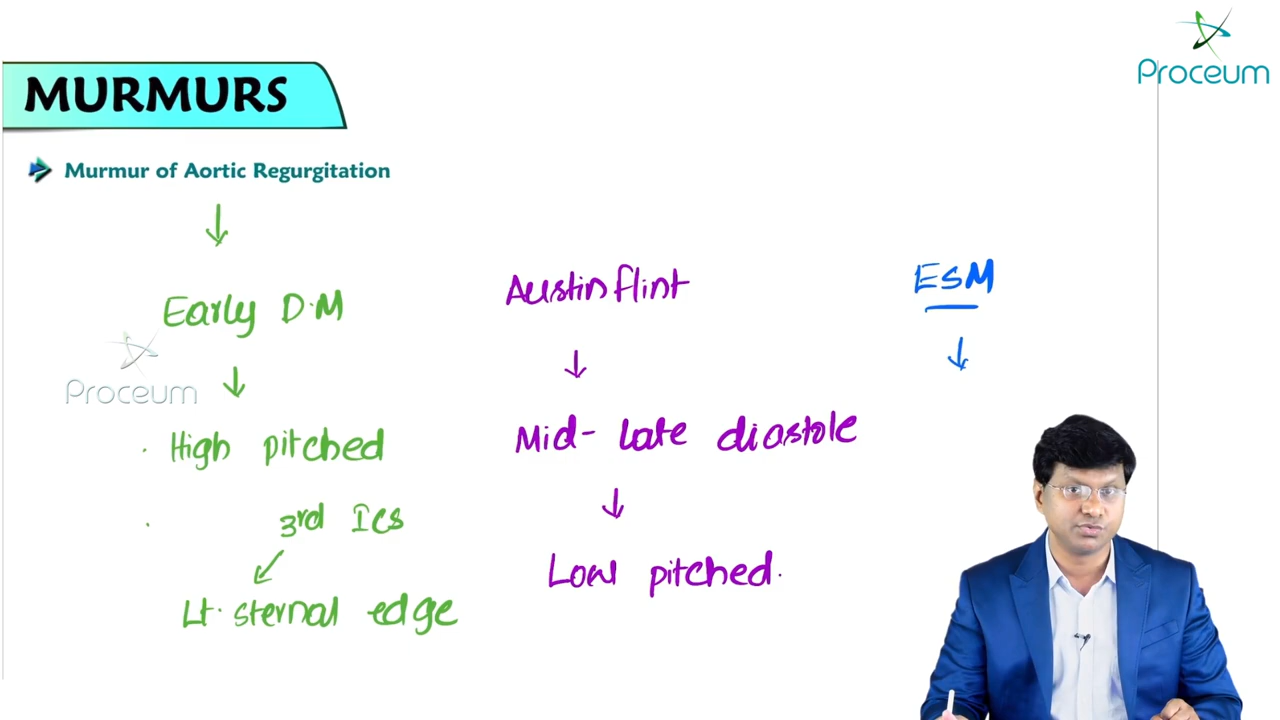 Proceum
MURMURS
Murmur of Aortic Regurgitation
Early D.M
High pitched
3rd ICS
Lt. sternal edge
Austin flint
Mid- late diastole
Low pitched.
ESM
Proceum